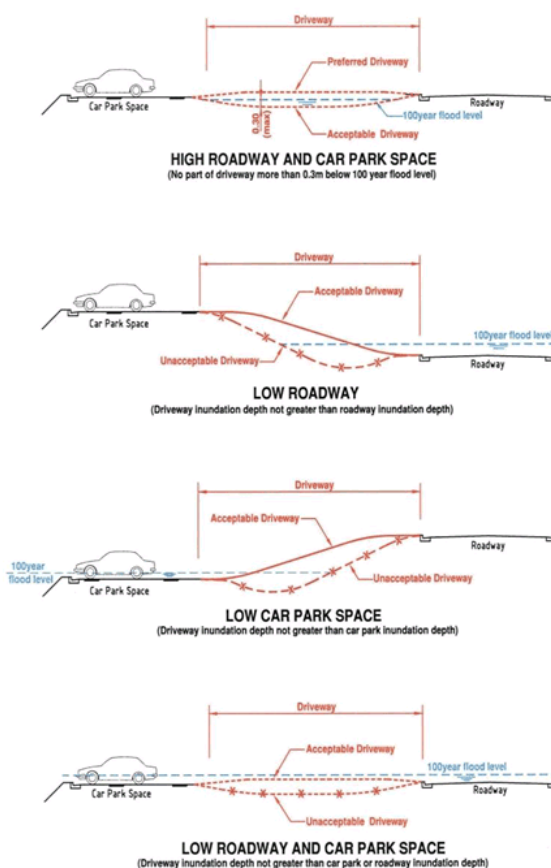 Driveway
Preferred Driveway
Car Park Space
Roadway
0.30
(max)
100year flood level
Acceptable Driveway
HIGH ROADWAY AND CAR PARK SPACE
(No part of driveway more than 0.3m below 100 year flood level)
Driveway
Acceptable Driveway
Car Park Space
100year flood level
Unacceptable Driveway
Roadway
LOW ROADWAY
(Driveway inundation depth not greater than roadway inundation depth)
Driveway
Acceptable Driveway
Roadway
100year
flood level
Unacceptable Driveway
Car Park Space
LOW CAR PARK SPACE
(Driveway inundation depth not greater than car park inundation depth)
Driveway
Acceptable Driveway
100year flood level
Car Park Space
Roadway
Unacceptable Driveway
LOW ROADWAY AND CAR PARK SPACE
(Driveway inundation depth not greater than car park or roadway inundation depth)